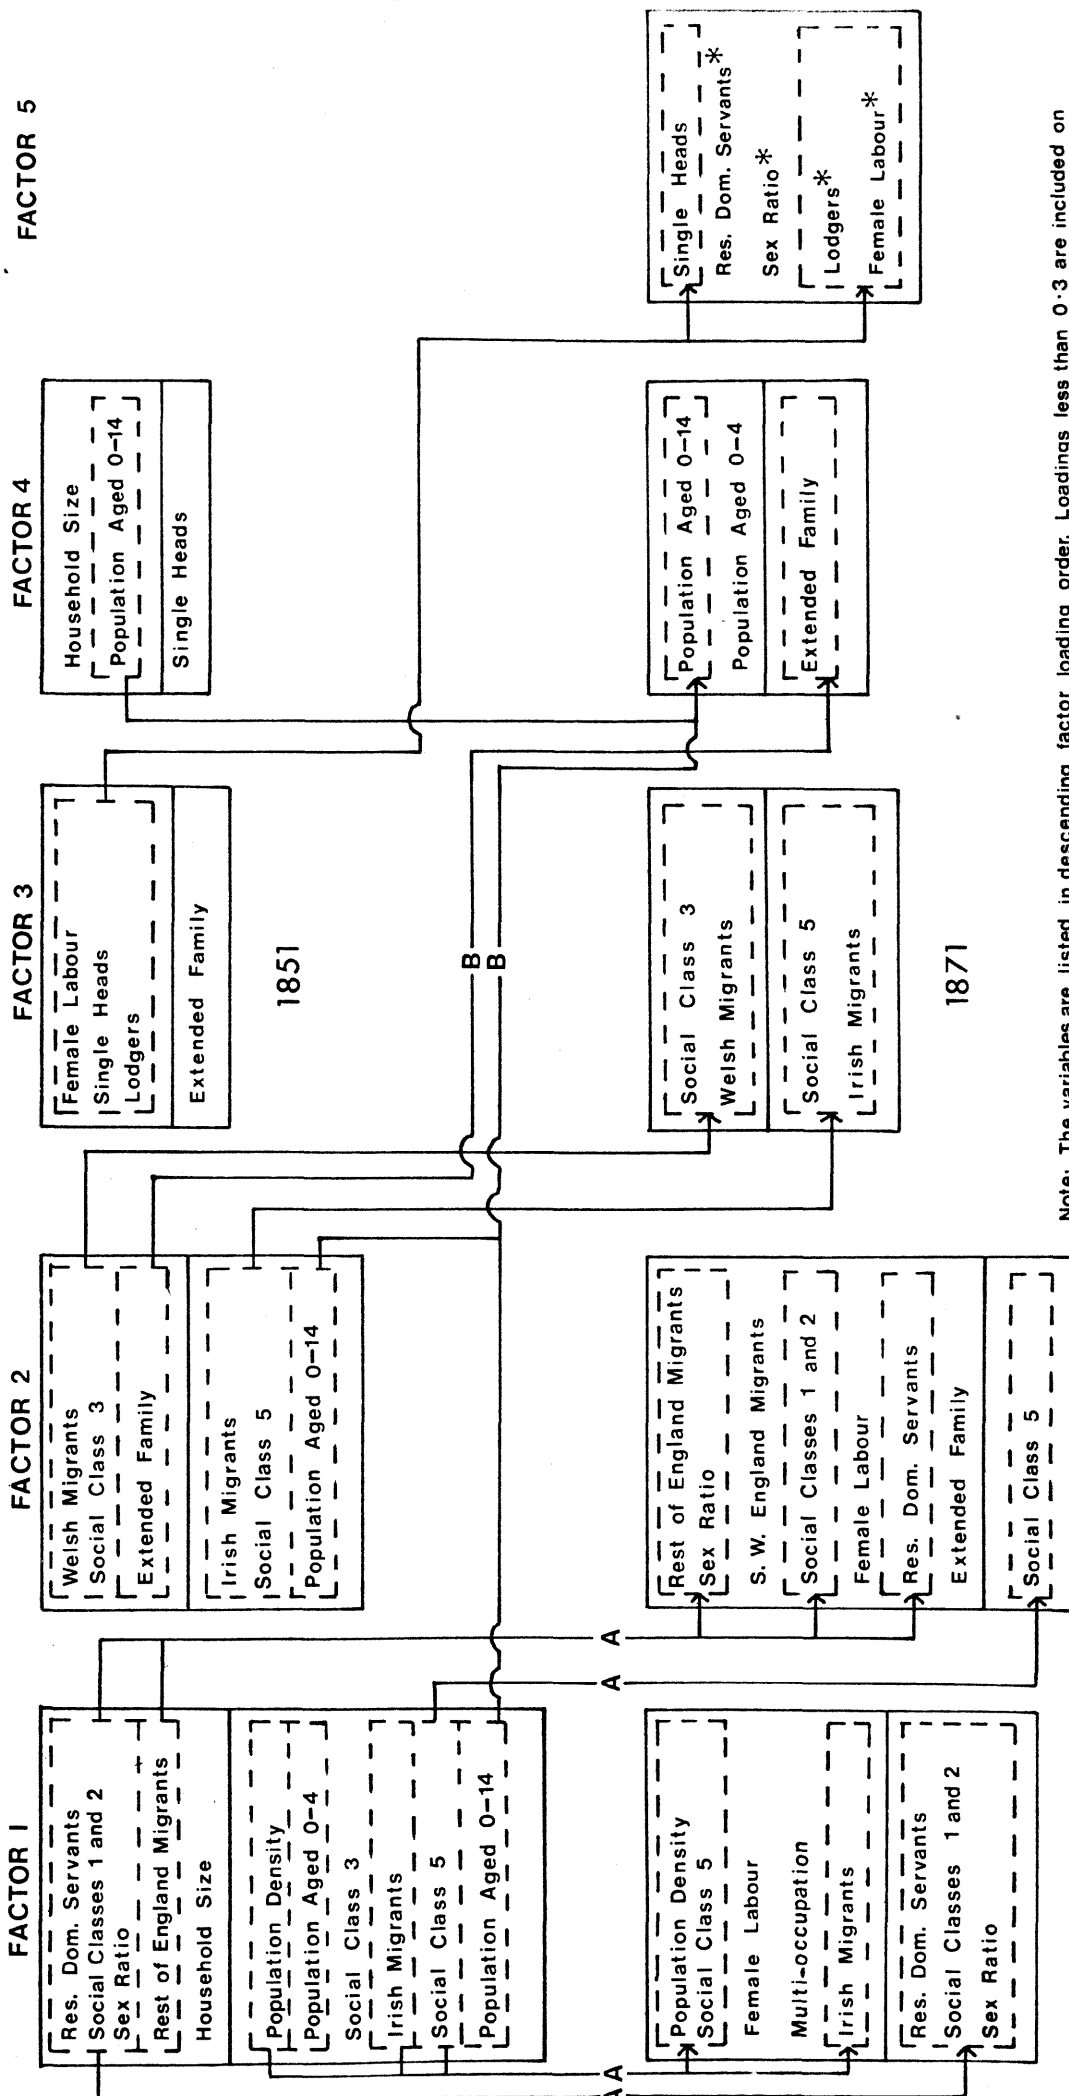 FACTOR 1
FACTOR 2
FACTOR 3
FACTOR 4
FACTOR 5
Res. Dom. Servants
Social Classes 1 and 2
Sex Ratio
Rest of England Migrants
Household Size
Population Density
Population Aged 0-4
Social Class 3
Irish Migrants
Social Class 5
Population Aged 0-14
Welsh Migrants
Social Class 3
Extended Family
Irish Migrants
Social Class 5
Population Aged 0-14
Female Labour
Single Heads
Lodgers
Extended Family
Household Size
Population Aged 0-14
Single Heads
1851
A
A
A
A
B
B
Population Density
Social Class 5
Female Labour
Multi-occupation
Irish Migrants
Res. Dom. Servants
Social Classes 1 and 2
Sex Ratio
Rest of England Migrants
Sex Ratio
S. W. England Migrants
Social Classes 1 and 2
Female Labour
Res. Dom. Servants
Extended Family
Social Class 5
Social Class 3
Welsh Migrants
Social Class 5
Irish Migrants
Population Aged 0-14
Population Aged 0-4
Extended Family
Single Heads
Res. Dom. Servants*
Sex Ratio*
Lodgers*
Female Labour*
1871
Note: The variables are listed in descending factor loading order. Loadings less than 0·3 are included on